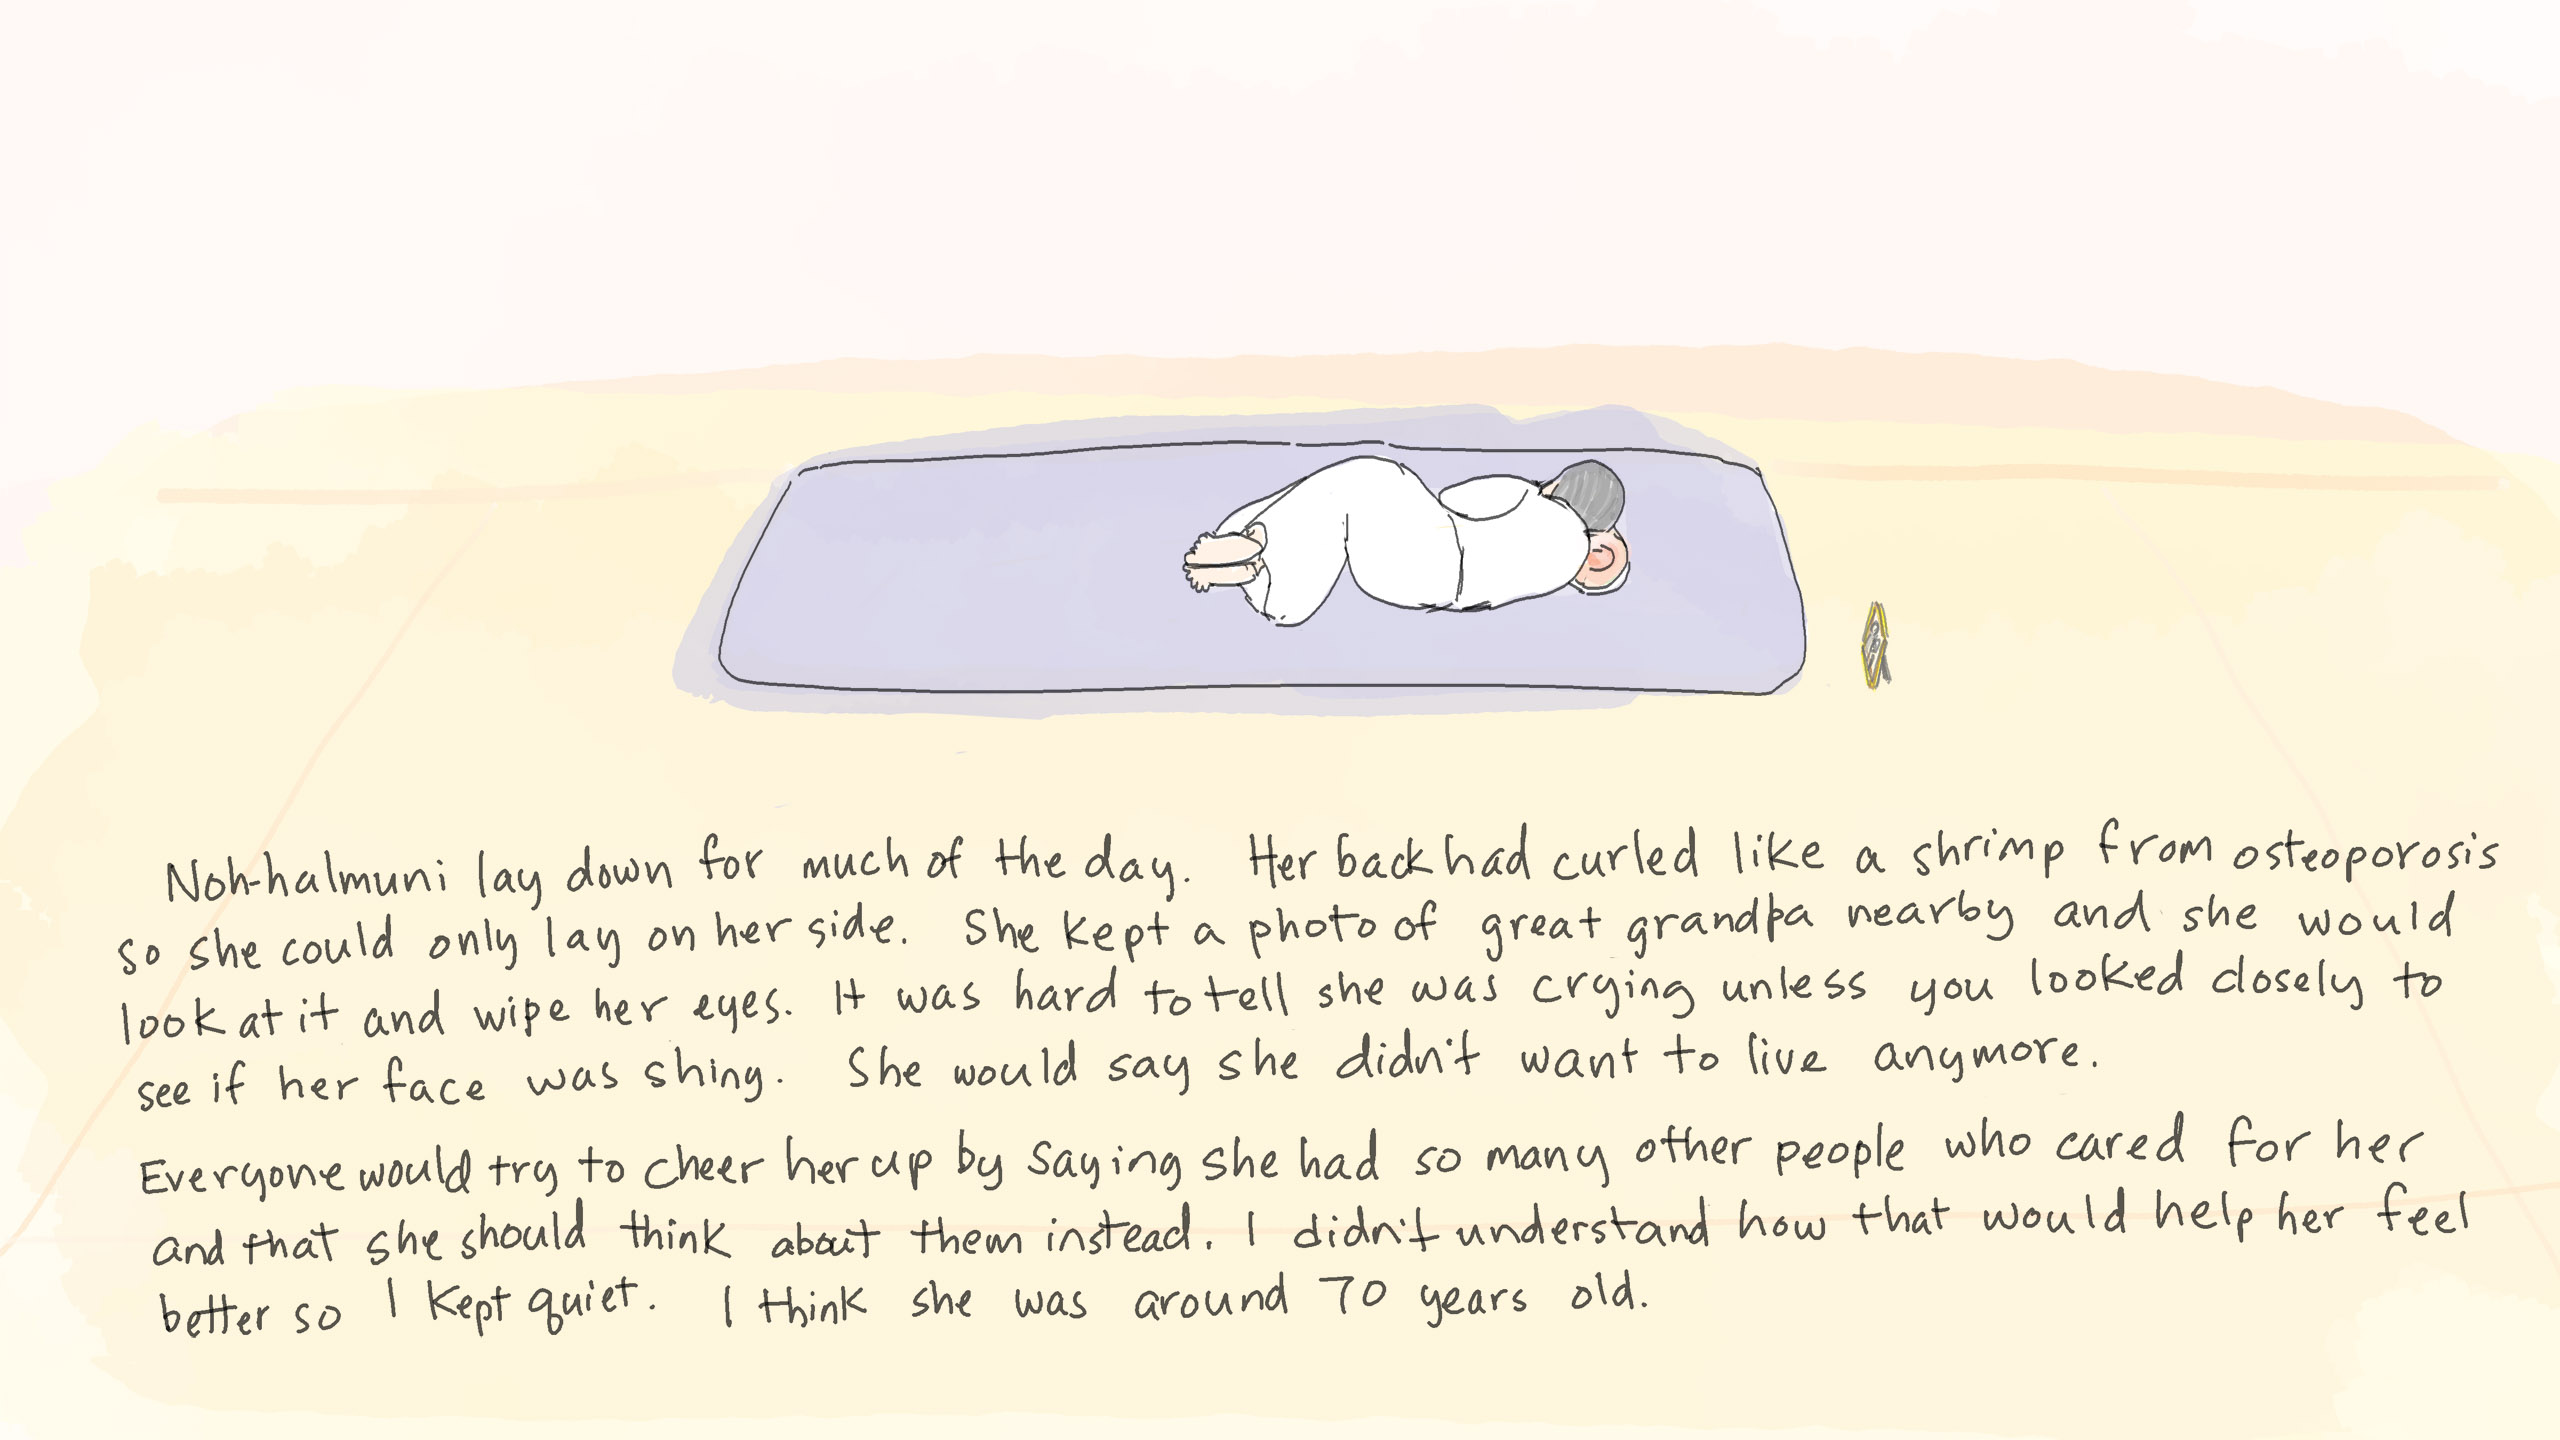 Noh-halmuni lay down for much of the day. Her back had curled like a shrimp from osteoporosis
so she could only lay on her side. She kept a photo of great grandpa nearby and she would
look at it and wipe her eyes. It was hard to tell she was crying unless you looked closely to
see if her face was shiny. She would say she didn't want to live anymore.
Everyone would try to cheer her up by saying she had so many other people who cared for her
and that she should think about them instead. I didn't understand how that would help her feel
better so I kept quiet. I think she was around 70 years old.